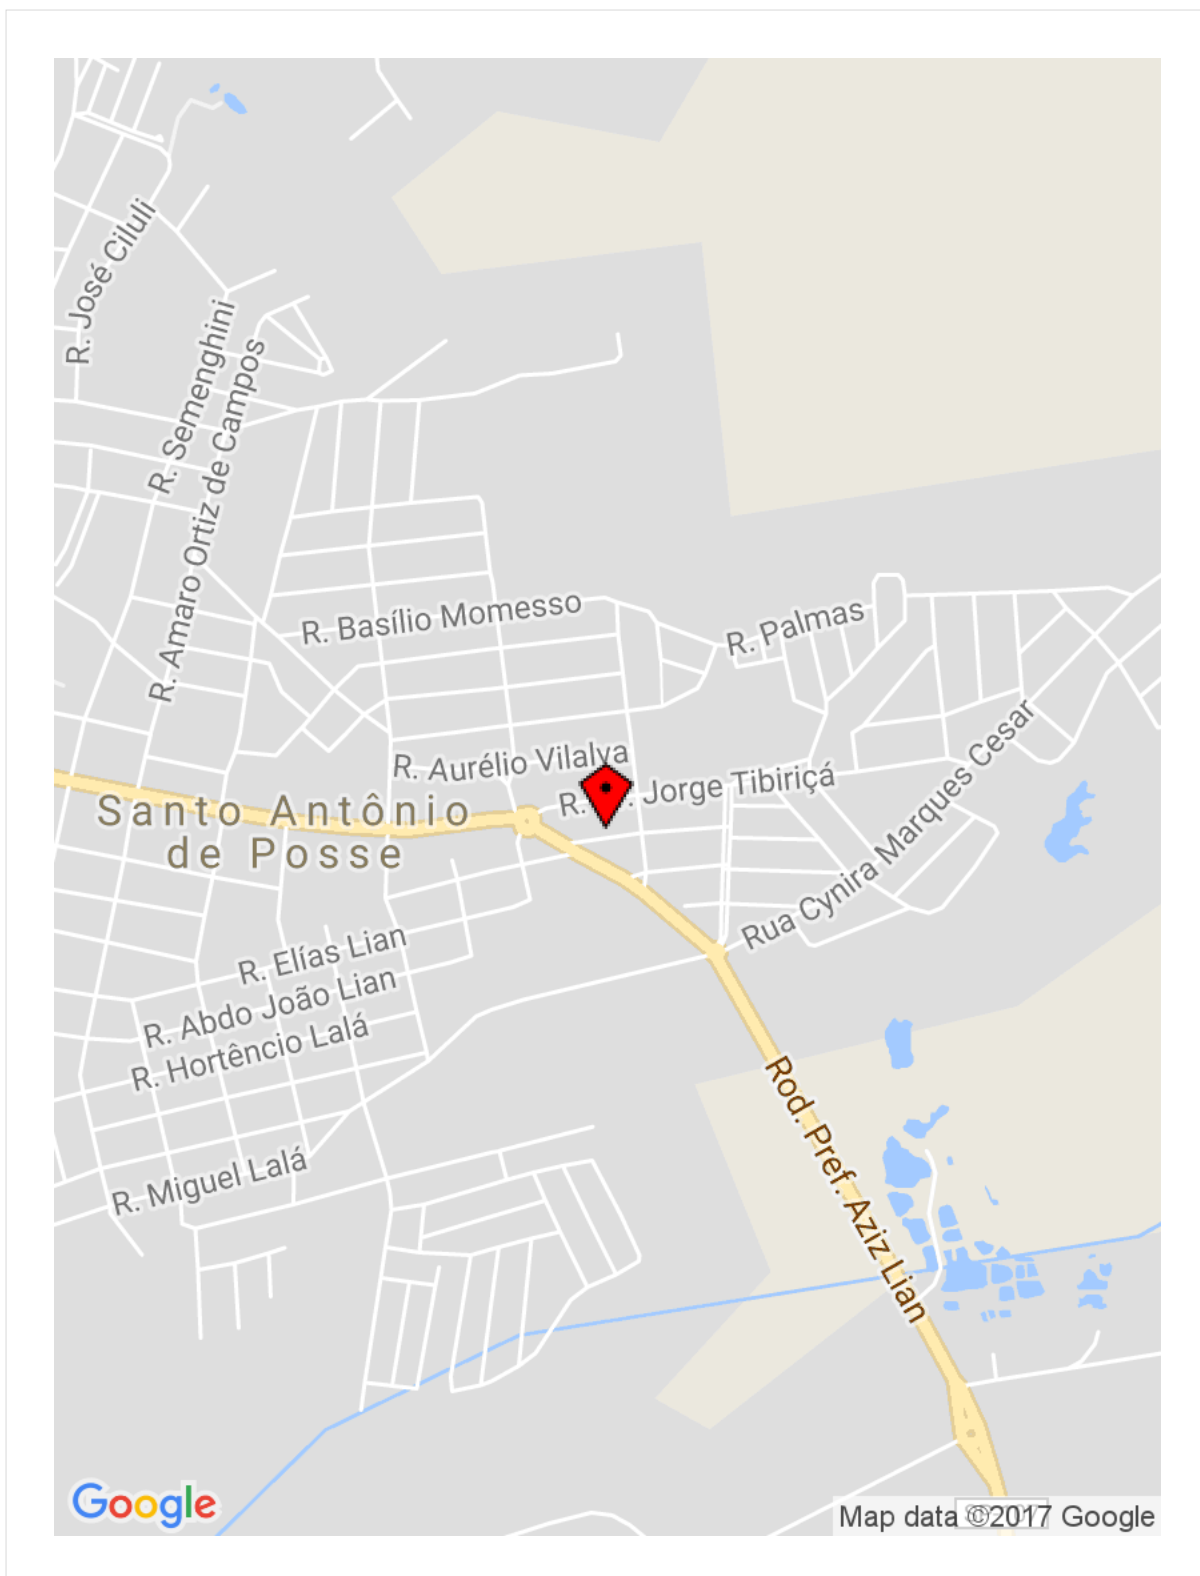 R. José Ciluli
R. Semenghini
R. Amaro Ortiz de Campos
R. Basílio Momesso
R. Palmas
R. Aurélio Vilalva
R. Jorge Tibiriçá
Santo Antônio
de Posse
Rua Cynira Marques Cesar
R. Elías Lian
R. Abdo João Lian
R. Hortêncio Lalá
R. Miguel Lalá
Rod. Pref. Aziz Lian
Google
Map data ©2017 Google